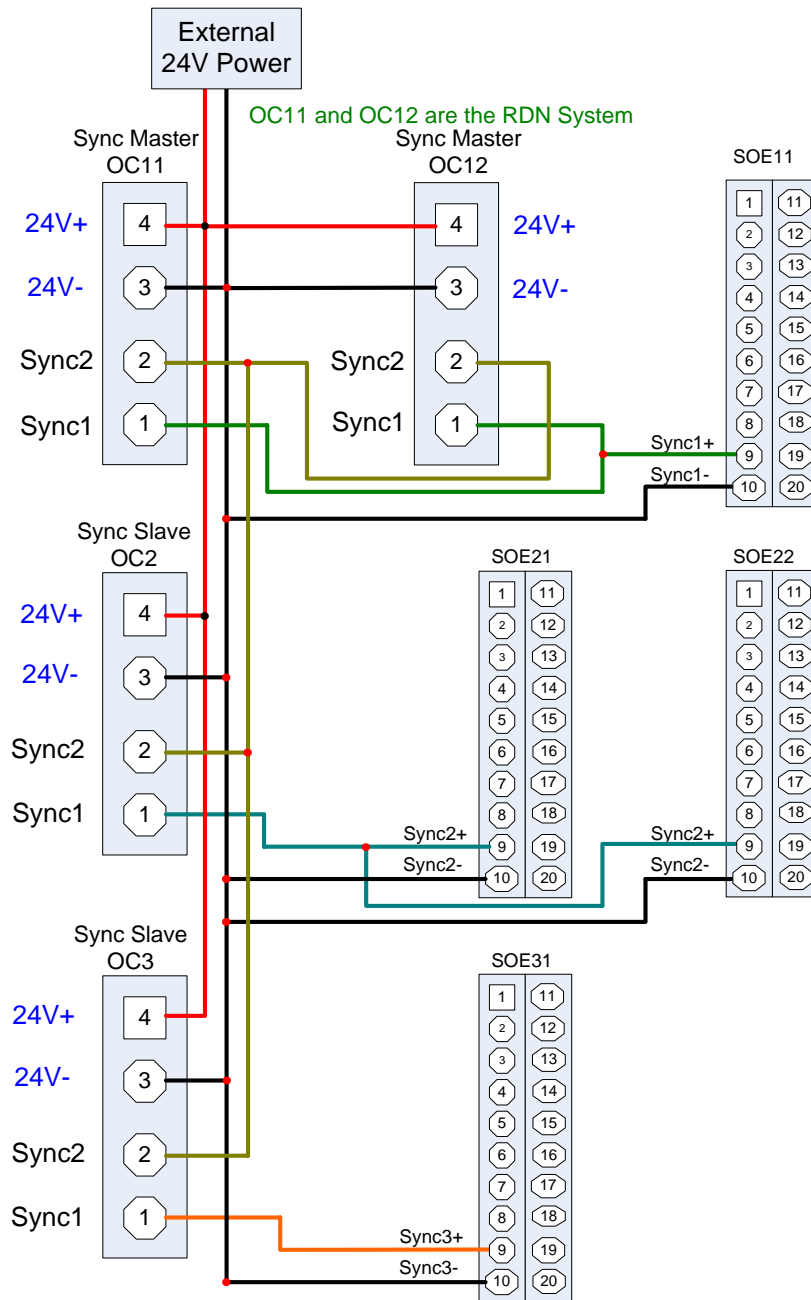 External
24V Power
OC11 and OC12 are the RDN System
Sync Master
OC11
Sync Master
OC12
SOE11
24V+
4
4
24V+
24V-
3
3
24V-
Sync2
2
Sync2
2
Sync1
1
Sync1
1
1 11
2 12
3 13
4 14
5 15
6 16
7 17
8 18
Sync1+
9 19
Sync1-
10 20
Sync Slave
OC2
24V+
4
24V-
3
Sync2
2
Sync1
1
SOE21
1 11
2 12
3 13
4 14
5 15
6 16
7 17
8 18
Sync2+
9 19
Sync2-
10 20
SOE22
1 11
2 12
3 13
4 14
5 15
6 16
7 17
8 18
Sync2+
9 19
Sync2-
10 20
Sync Slave
OC3
24V+
4
24V-
3
Sync2
2
Sync1
1
SOE31
1 11
2 12
3 13
4 14
5 15
6 16
7 17
8 18
Sync3+
9 19
Sync3-
10 20